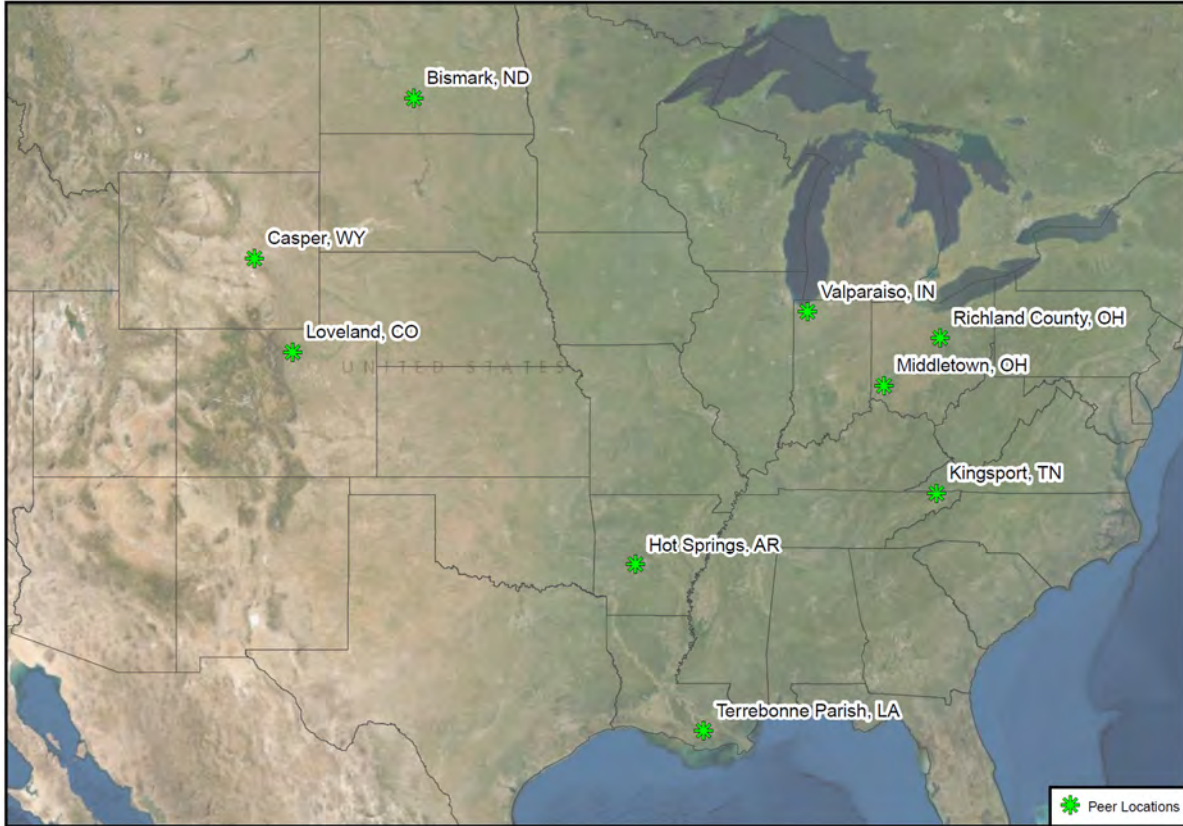 Bismark, ND
Casper, WY
Valparaiso, IN
Richland County, OH
Loveland, CO
UNITED STATES
Middletown, OH
Kingsport, TN
Hot Springs, AR
Terrebonne Parish, LA
Peer Locations